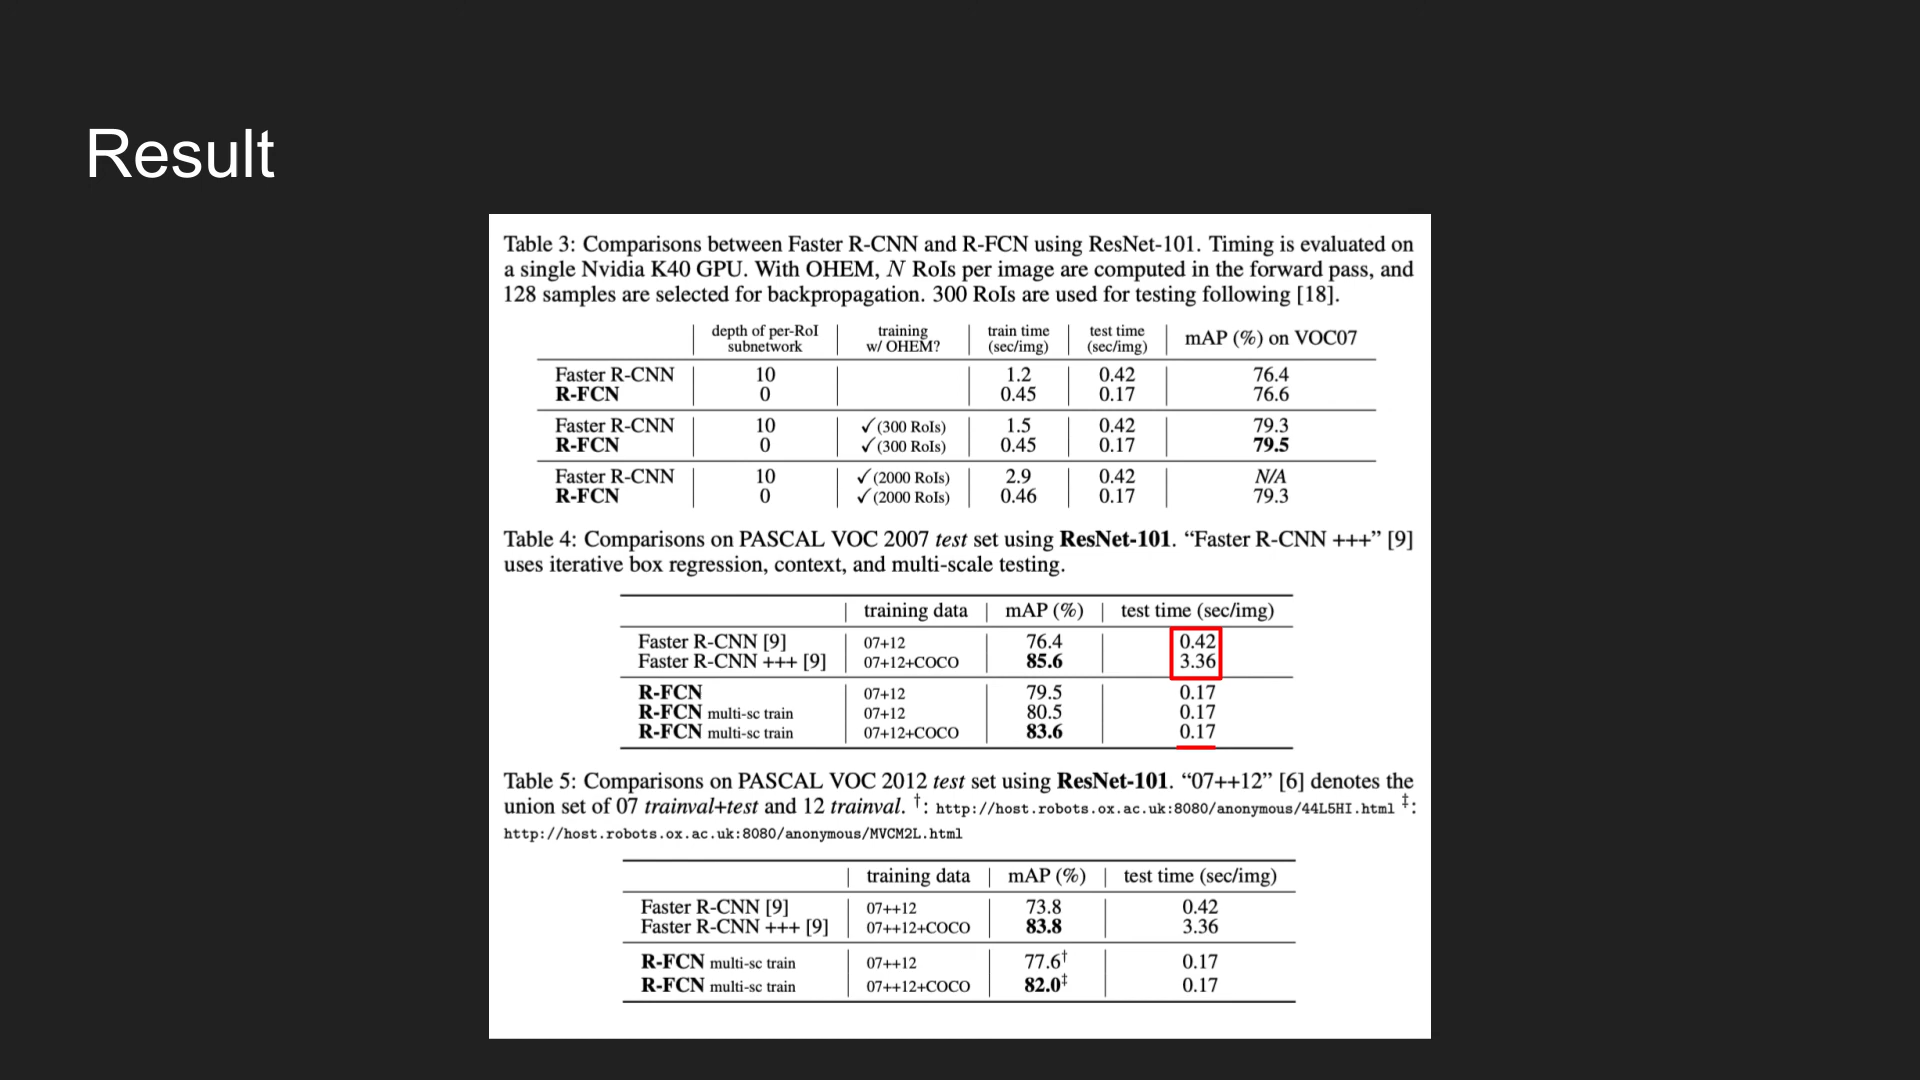 Result
Table 3: Comparisons between Faster R-CNN and R-FCN using ResNet-101. Timing is evaluated on
a single Nvidia K40 GPU. With OHEM, N RoIs per image are computed in the forward pass, and
128 samples are selected for backpropagation. 300 RoIs are used for testing following [18].
depth of per-RoI subnetwork | training w/ OHEM? | train time (sec/img) | test time (sec/img) | mAP (%) on VOC07
Faster R-CNN 10 1.2 0.42 76.4
R-FCN 0 0.45 0.17 76.6
Faster R-CNN 10 ✓(300 RoIs) 1.5 0.42 79.3
R-FCN 0 ✓(300 RoIs) 0.45 0.17 79.5
Faster R-CNN 10 ✓(2000 RoIs) 2.9 0.42 N/A
R-FCN 0 ✓(2000 RoIs) 0.46 0.17 79.3
Table 4: Comparisons on PASCAL VOC 2007 test set using ResNet-101. “Faster R-CNN +++” [9]
uses iterative box regression, context, and multi-scale testing.
training data | mAP (%) | test time (sec/img)
Faster R-CNN [9] 07+12 76.4 0.42
Faster R-CNN +++ [9] 07+12+COCO 85.6 3.36
R-FCN 07+12 79.5 0.17
R-FCN multi-sc train 07+12 80.5 0.17
R-FCN multi-sc train 07+12+COCO 83.6 0.17
Table 5: Comparisons on PASCAL VOC 2012 test set using ResNet-101. “07++12” [6] denotes the
union set of 07 trainval+test and 12 trainval. †: http://host.robots.ox.ac.uk:8080/anonymous/44L5HI.html ‡:
http://host.robots.ox.ac.uk:8080/anonymous/MVCM2L.html
training data | mAP (%) | test time (sec/img)
Faster R-CNN [9] 07++12 73.8 0.42
Faster R-CNN +++ [9] 07++12+COCO 83.8 3.36
R-FCN multi-sc train 07++12 77.6† 0.17
R-FCN multi-sc train 07++12+COCO 82.0‡ 0.17